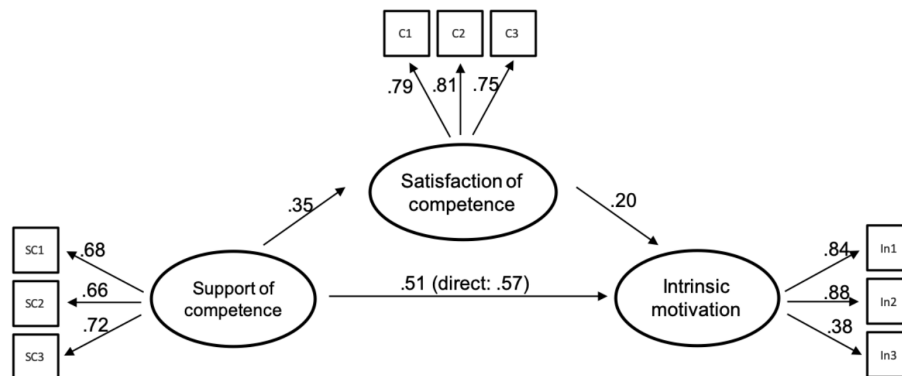 C1 C2 C3
.79 .81 .75
Satisfaction of
competence
.35
.20
SC1
SC2
SC3
.68
.66
.72
Support of
competence
.51 (direct: .57)
Intrinsic
motivation
.84
.88
.38
In1
In2
In3